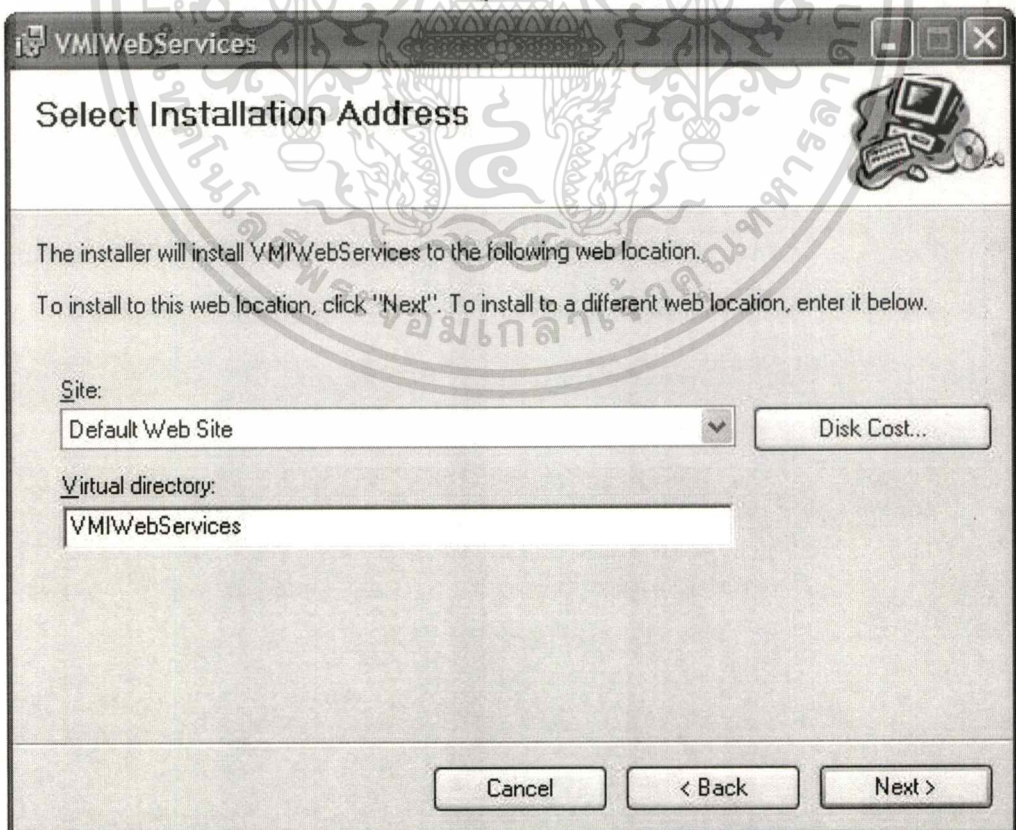 VMIWebServices
Select Installation Address
The installer will install VMIWebServices to the following web location.
To install to this web location, click "Next". To install to a different web location, enter it below.
Site:
Default Web Site
Disk Cost...
Virtual directory:
VMIWebServices
Cancel
< Back
Next >